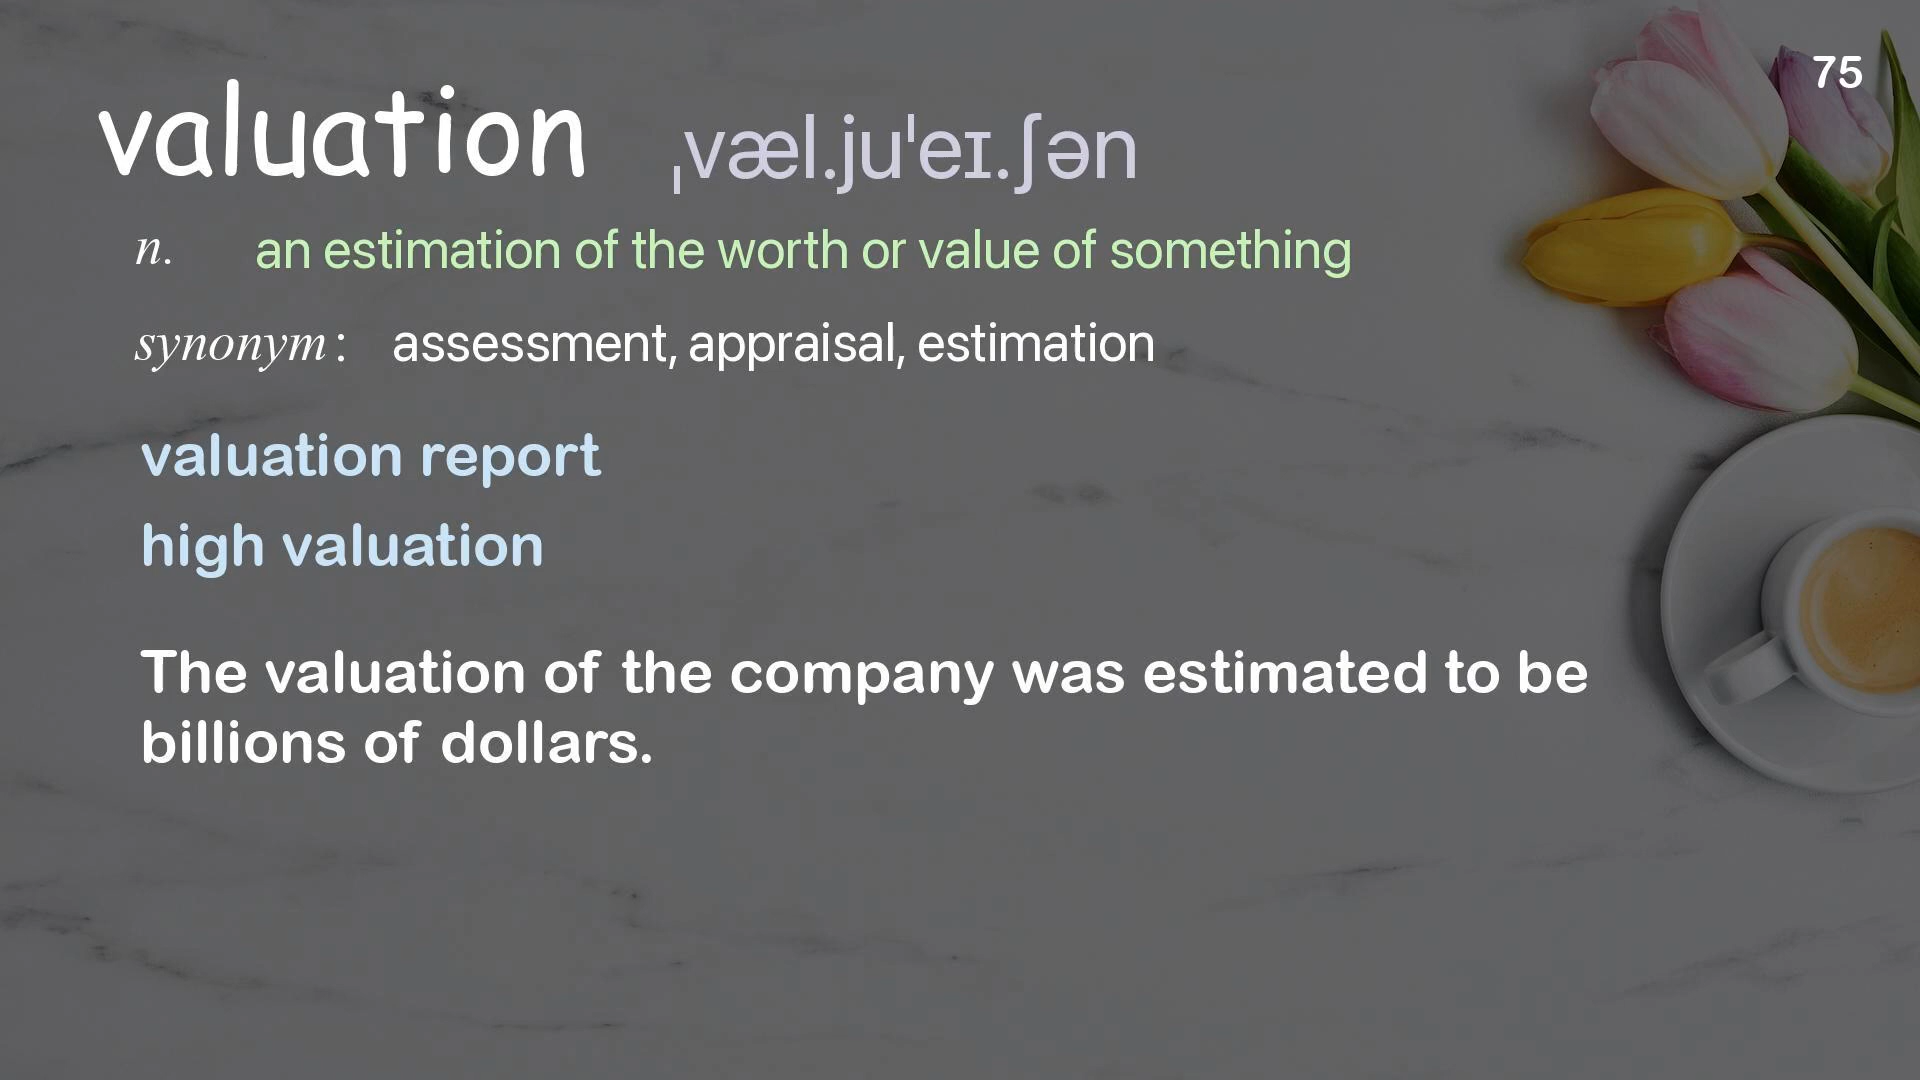 75
valuation ˌvæl.juˈeɪ.ʃən
n. an estimation of the worth or value of something
synonym : assessment, appraisal, estimation
valuation report
high valuation
The valuation of the company was estimated to be
billions of dollars.